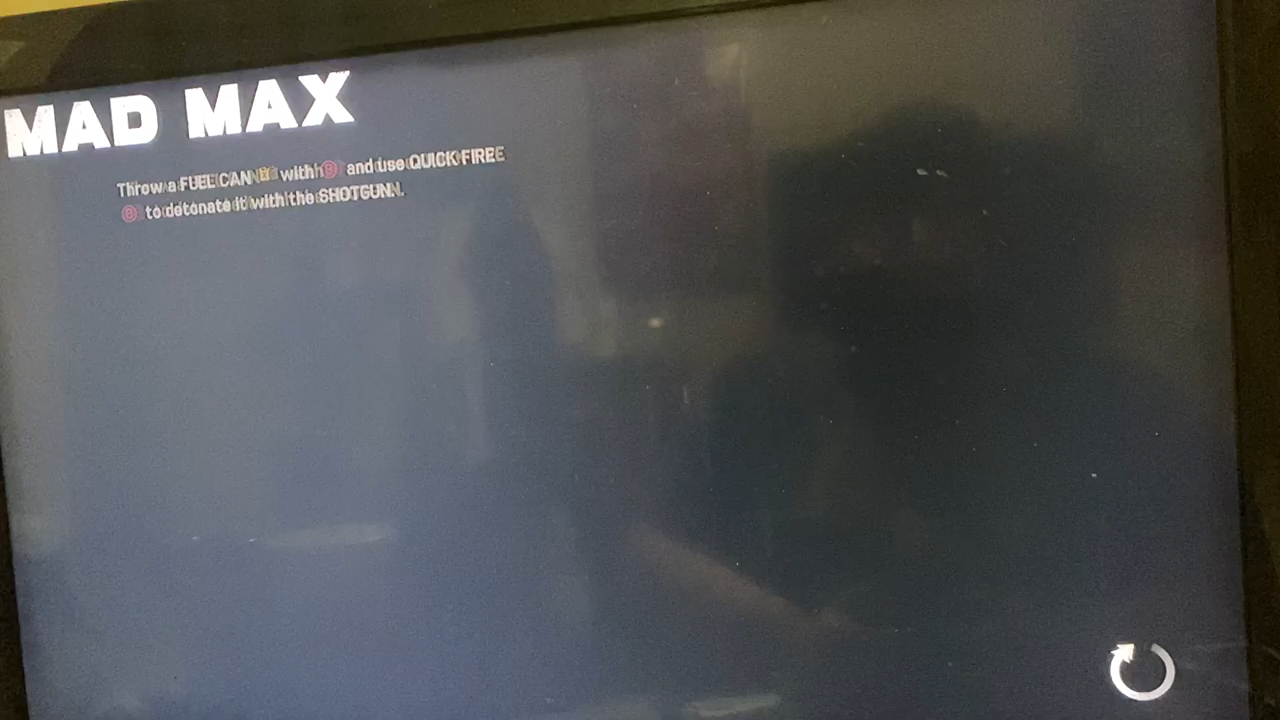 MAD MAX
Throw a FUEL CAN with B and use QUICK FIRE
B to detonate it with the SHOTGUN.